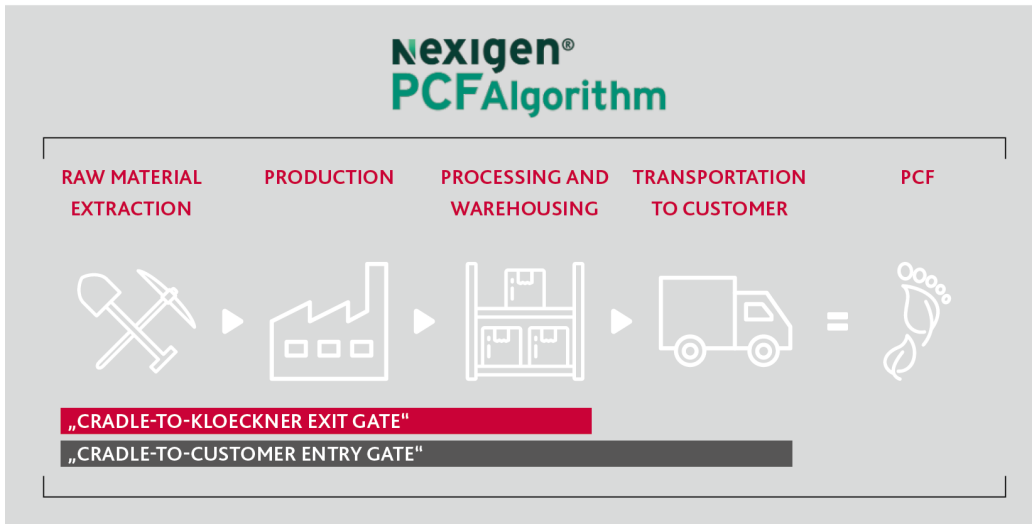 Nexigen®
PCFAlgorithm
RAW MATERIAL
EXTRACTION
PRODUCTION
PROCESSING AND
WAREHOUSING
TRANSPORTATION
TO CUSTOMER
PCF
=
„CRADLE-TO-KLOECKNER EXIT GATE“
„CRADLE-TO-CUSTOMER ENTRY GATE“